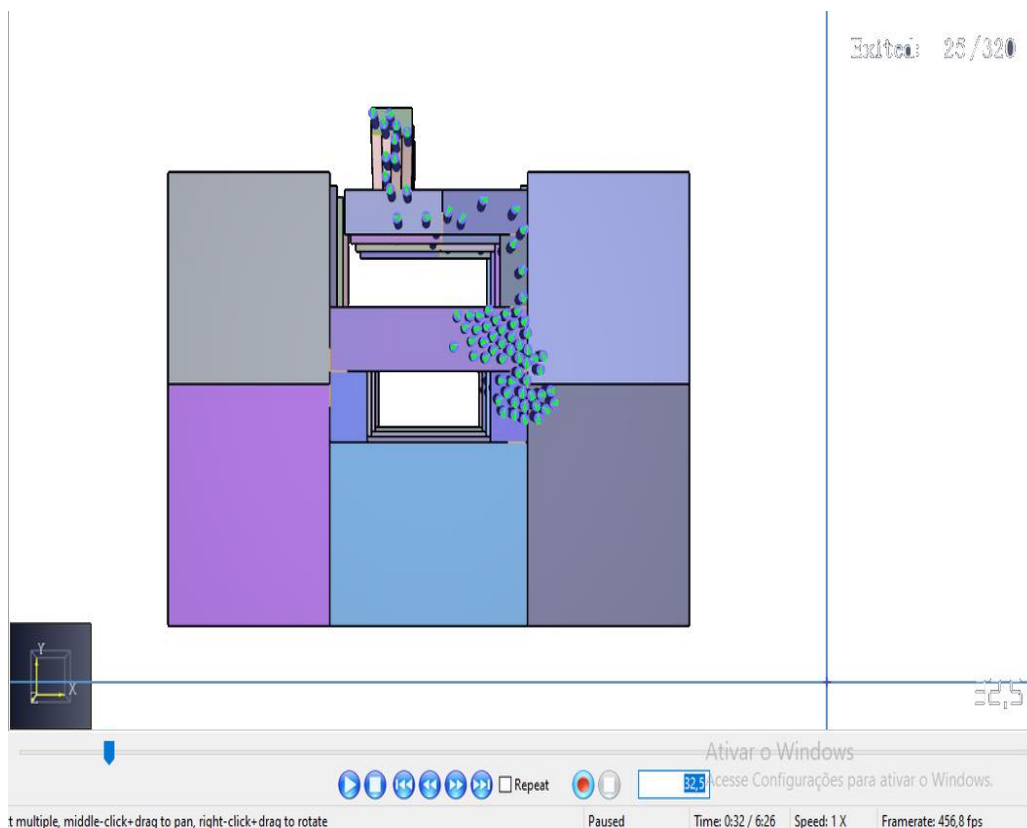 Exited: 25/320
Y
X
32,5
Ativar o Windows
Acesse Configurações para ativar o Windows.
Repeat
32,5
t multiple, middle-click+drag to pan, right-click+drag to rotate
Paused
Time: 0:32 / 6:26
Speed: 1 X
Framerate: 456,8 fps